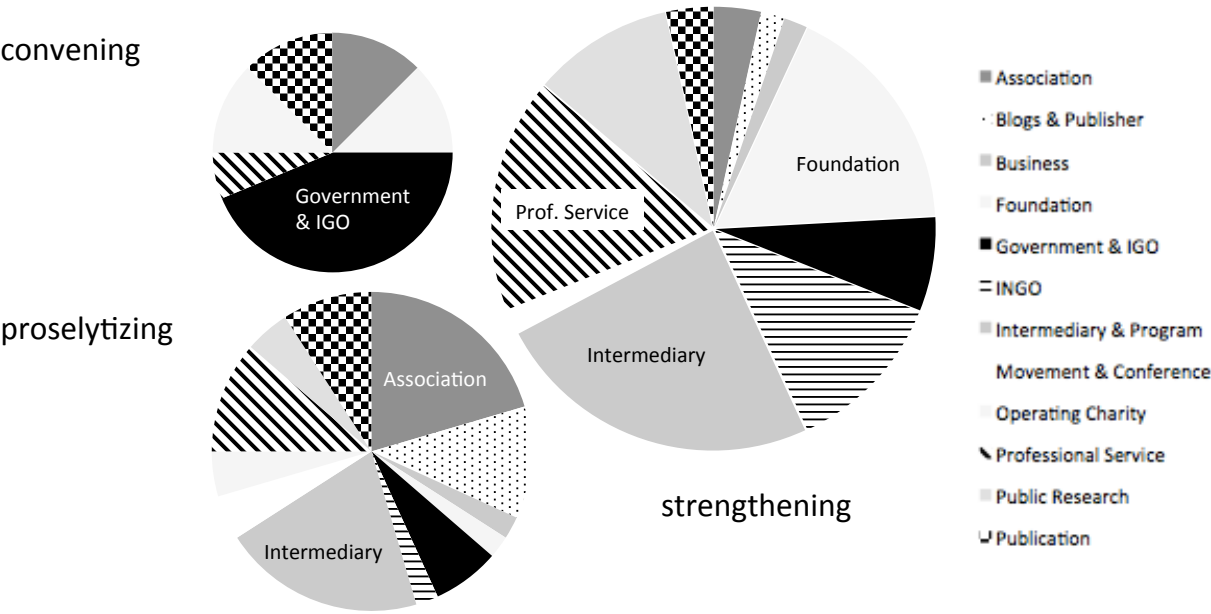 convening
Government
& IGO
proselytizing
Association
Intermediary
Foundation
Prof. Service
Intermediary
strengthening
Association
Blogs & Publisher
Business
Foundation
Government & IGO
INGO
Intermediary & Program
Movement & Conference
Operating Charity
Professional Service
Public Research
Publication